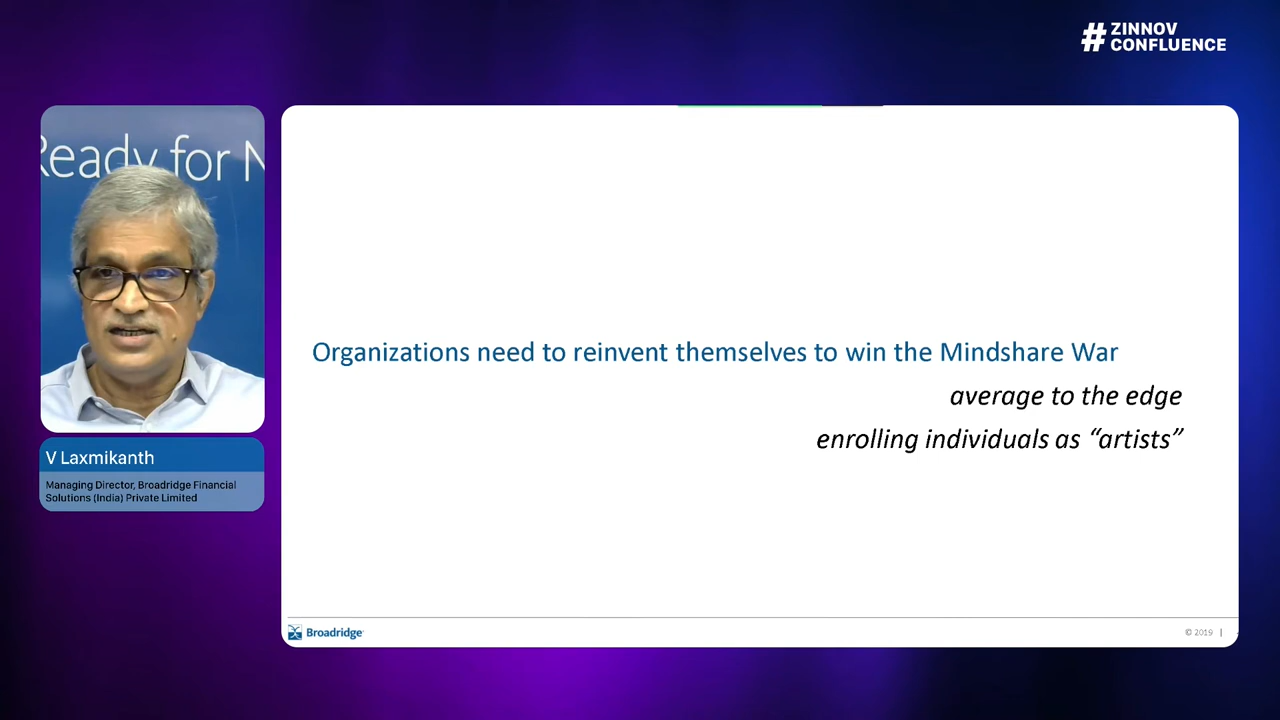 # ZINNOV
CONFLUENCE
Ready for N
Organizations need to reinvent themselves to win the Mindshare War
average to the edge
enrolling individuals as “artists”
V Laxmikanth
Managing Director, Broadridge Financial
Solutions (India) Private Limited
Broadridge
© 2019 |